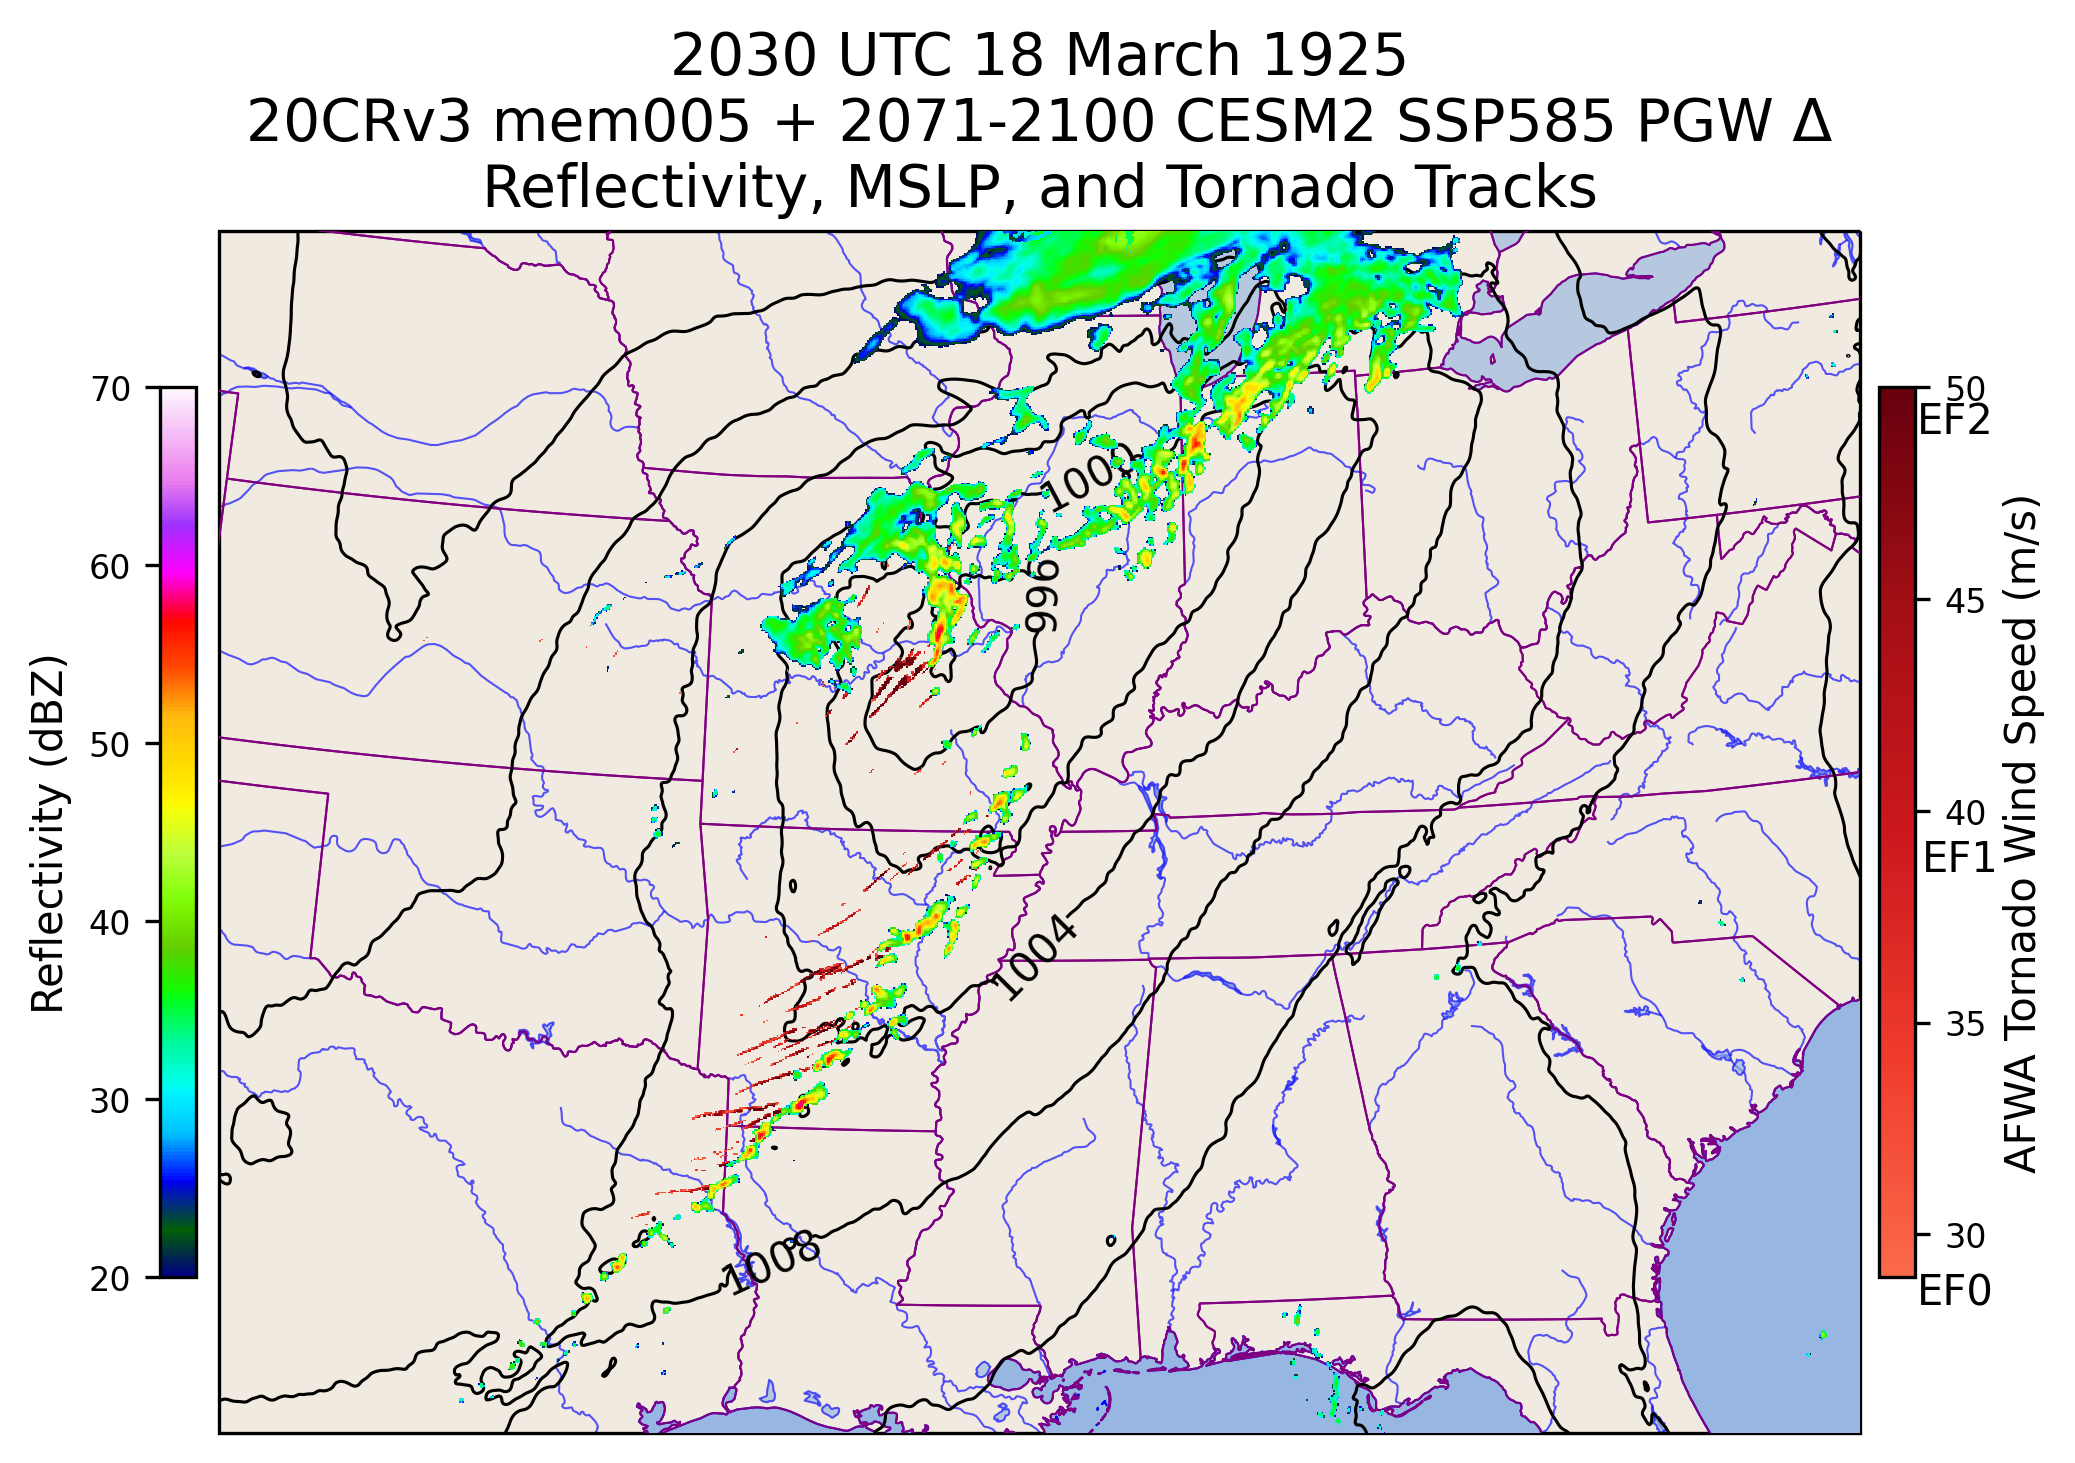 2030 UTC 18 March 1925
20CRv3 mem005 + 2071-2100 CESM2 SSP585 PGW Δ
Reflectivity, MSLP, and Tornado Tracks
70
60
50
40
30
20
Reflectivity (dBZ)
1000
996
1004
1008
50
EF2
45
40
EF1
35
30
EF0
AFWA Tornado Wind Speed (m/s)